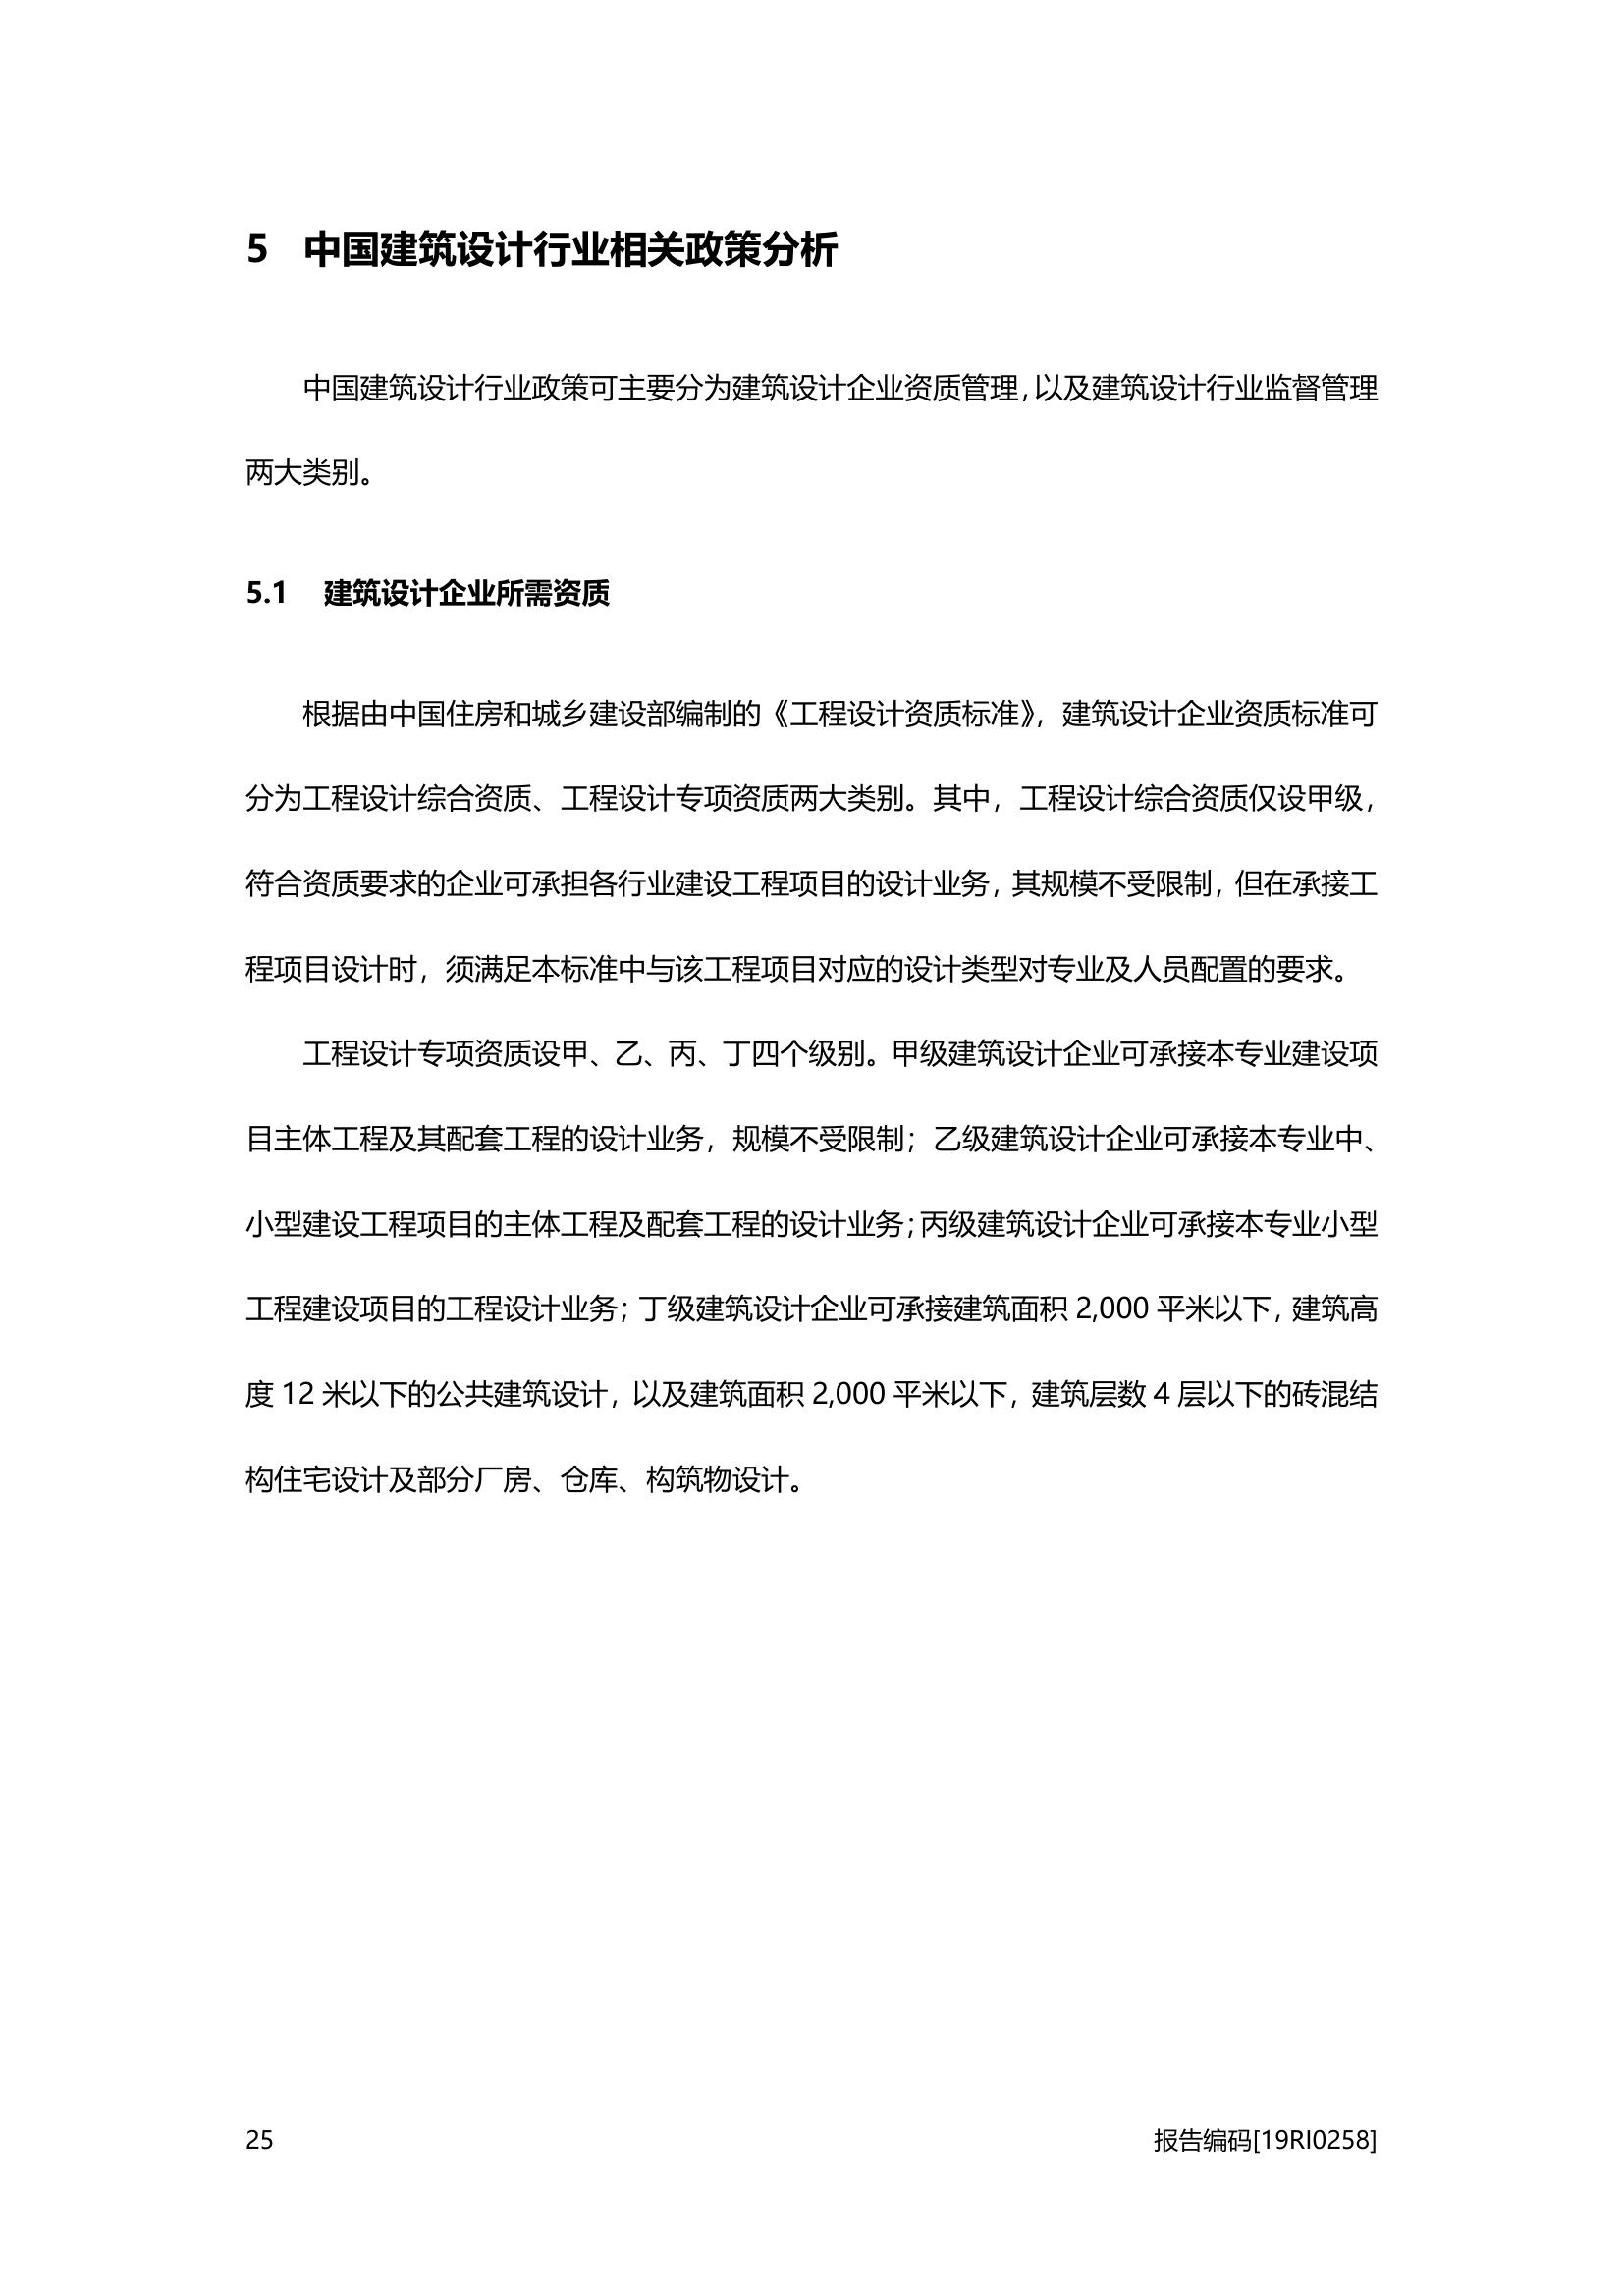 5 中国建筑设计行业相关政策分析
中国建筑设计行业政策可主要分为建筑设计企业资质管理，以及建筑设计行业监督管理
两大类别。
5.1 建筑设计企业所需资质
根据由中国住房和城乡建设部编制的《工程设计资质标准》，建筑设计企业资质标准可
分为工程设计综合资质、工程设计专项资质两大类别。其中，工程设计综合资质仅设甲级，
符合资质要求的企业可承担各行业建设工程项目的设计业务，其规模不受限制，但在承接工
程项目设计时，须满足本标准中与该工程项目对应的设计类型对专业及人员配置的要求。
工程设计专项资质设甲、乙、丙、丁四个级别。甲级建筑设计企业可承接本专业建设项
目主体工程及其配套工程的设计业务，规模不受限制；乙级建筑设计企业可承接本专业中、
小型建设工程项目的主体工程及配套工程的设计业务；丙级建筑设计企业可承接本专业小型
工程建设项目的工程设计业务；丁级建筑设计企业可承接建筑面积 2,000 平米以下，建筑高
度 12 米以下的公共建筑设计，以及建筑面积 2,000 平米以下，建筑层数 4 层以下的砖混结
构住宅设计及部分厂房、仓库、构筑物设计。
25 报告编码[19RI0258]